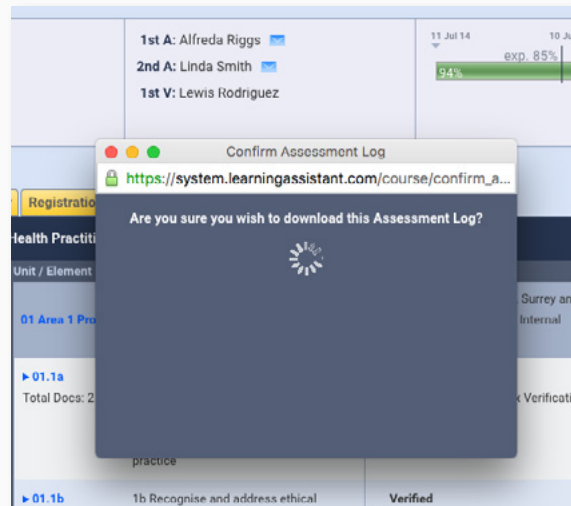 1st A: Alfreda Riggs
2nd A: Linda Smith
1st V: Lewis Rodriguez
11 Jul 14
10 Ju
exp. 85%
94%
Confirm Assessment Log
https://system.learningassistant.com/course/confirm_a...
Are you sure you wish to download this Assessment Log?
Registratio
Health Practiti
Unit / Element
01 Area 1 Pro
Surrey an
Internal
▸ 01.1a
Total Docs: 2
Verificati
practice
▸ 01.1b
1b Recognise and address ethical
Verified